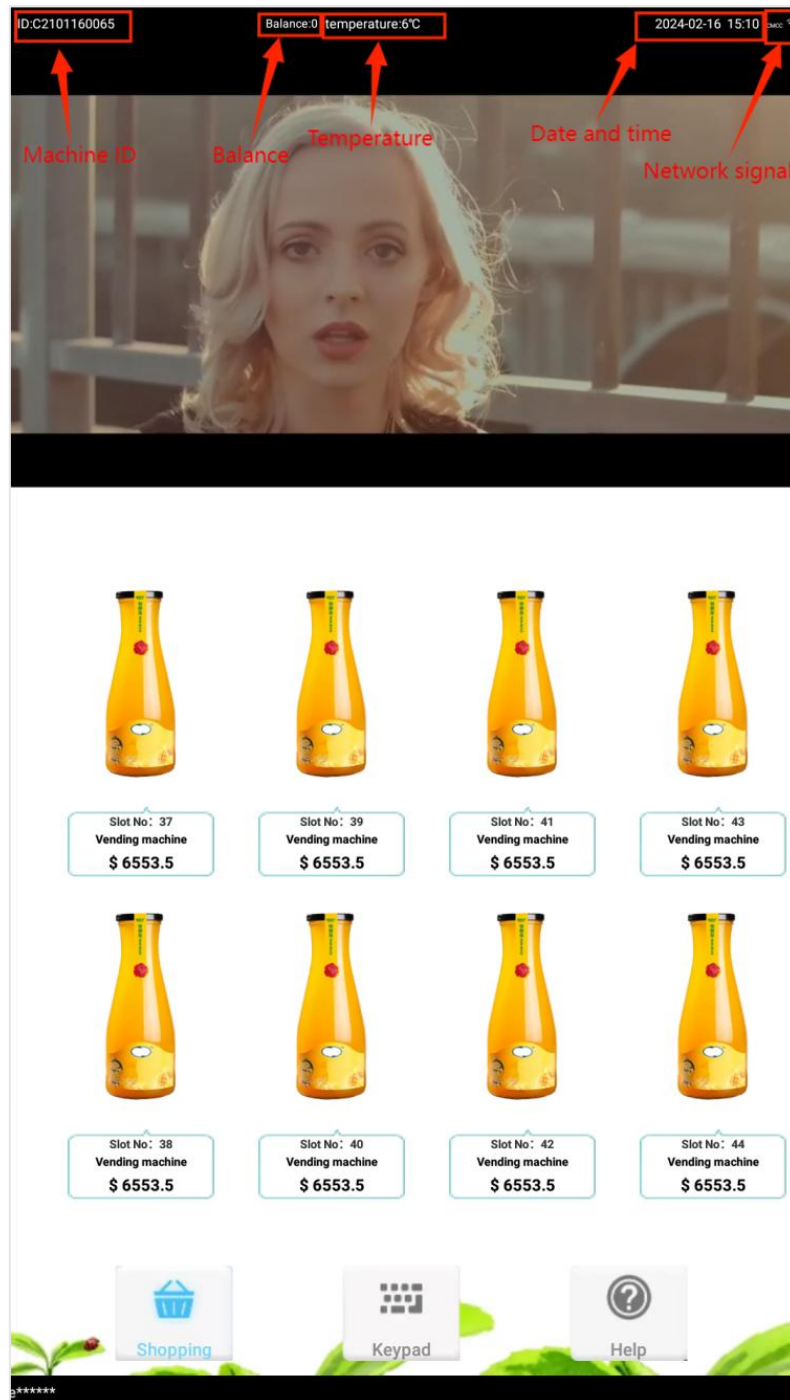 ID:C2101160065 Balance:0 temperature:6℃ 2024-02-16 15:10 CMCC
Machine ID Balance Temperature Date and time
Network signal
Slot No：37 Slot No：39 Slot No：41 Slot No：43
Vending machine Vending machine Vending machine Vending machine
$ 6553.5 $ 6553.5 $ 6553.5 $ 6553.5
Slot No：38 Slot No：40 Slot No：42 Slot No：44
Vending machine Vending machine Vending machine Vending machine
$ 6553.5 $ 6553.5 $ 6553.5 $ 6553.5
Shopping Keypad Help
e******